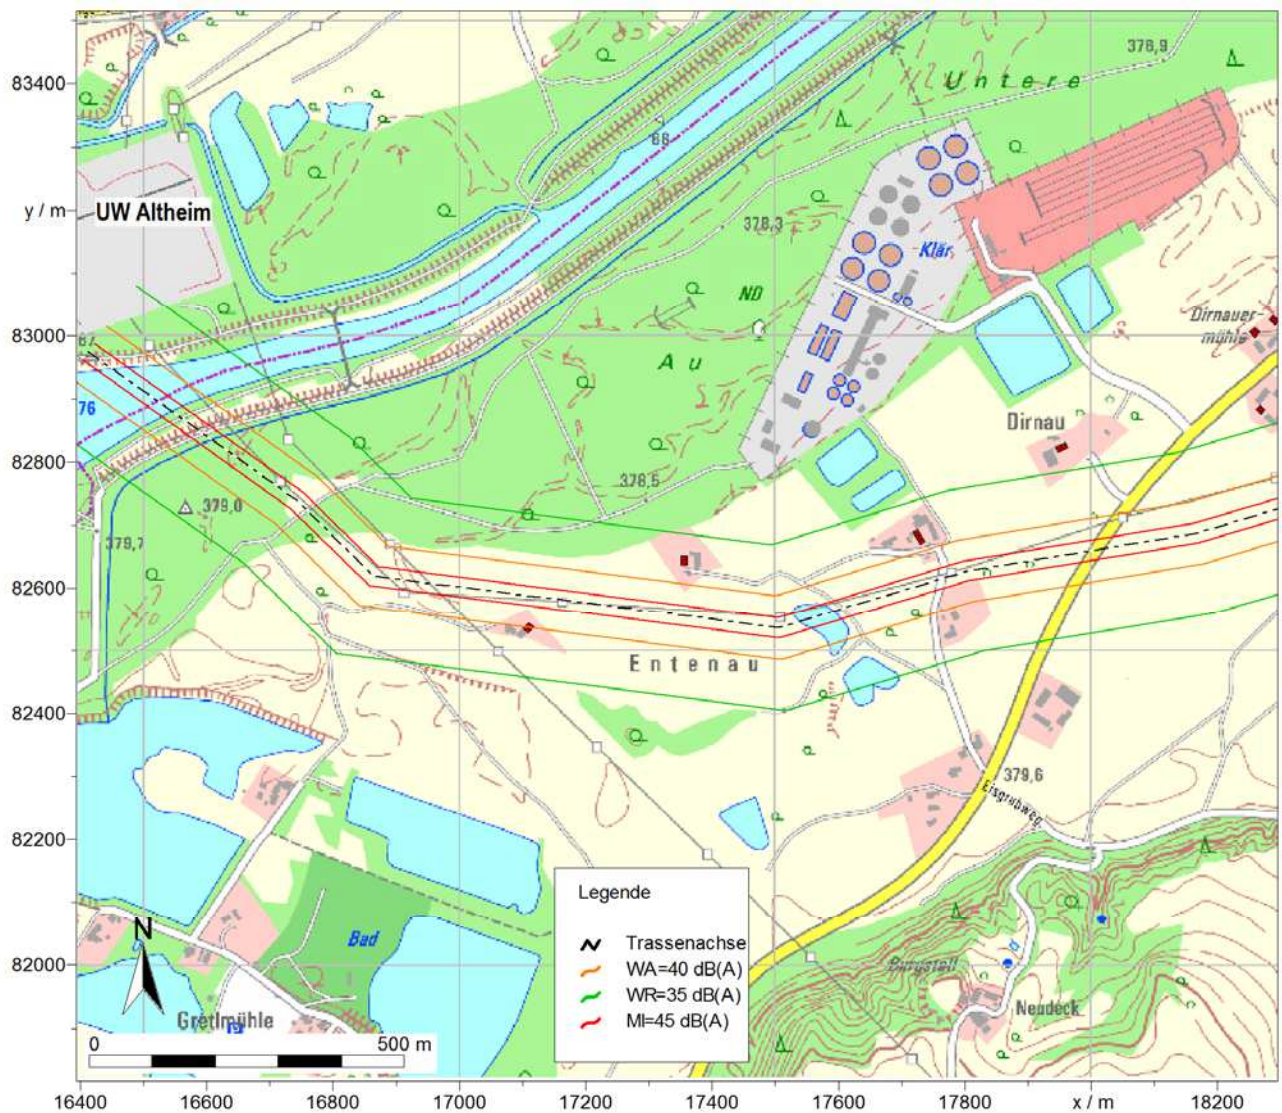 83400
y / m
83000
82800
82600
82400
82200
82000
16400
16600
16800
17000
17200
17400
17600
17800
x / m
18200
UW Altheim
Untere
378,9
378,3
Klär
ND
Au
Dirnauer-
mühle
67
76
Dirnau
378,5
379,0
379,7
Entenau
379,6
Eisgrubweg
Legende
Trassenachse
WA=40 dB(A)
WR=35 dB(A)
MI=45 dB(A)
N
Bad
Burgstall
Neudeck
Gretlmühle
0
500 m